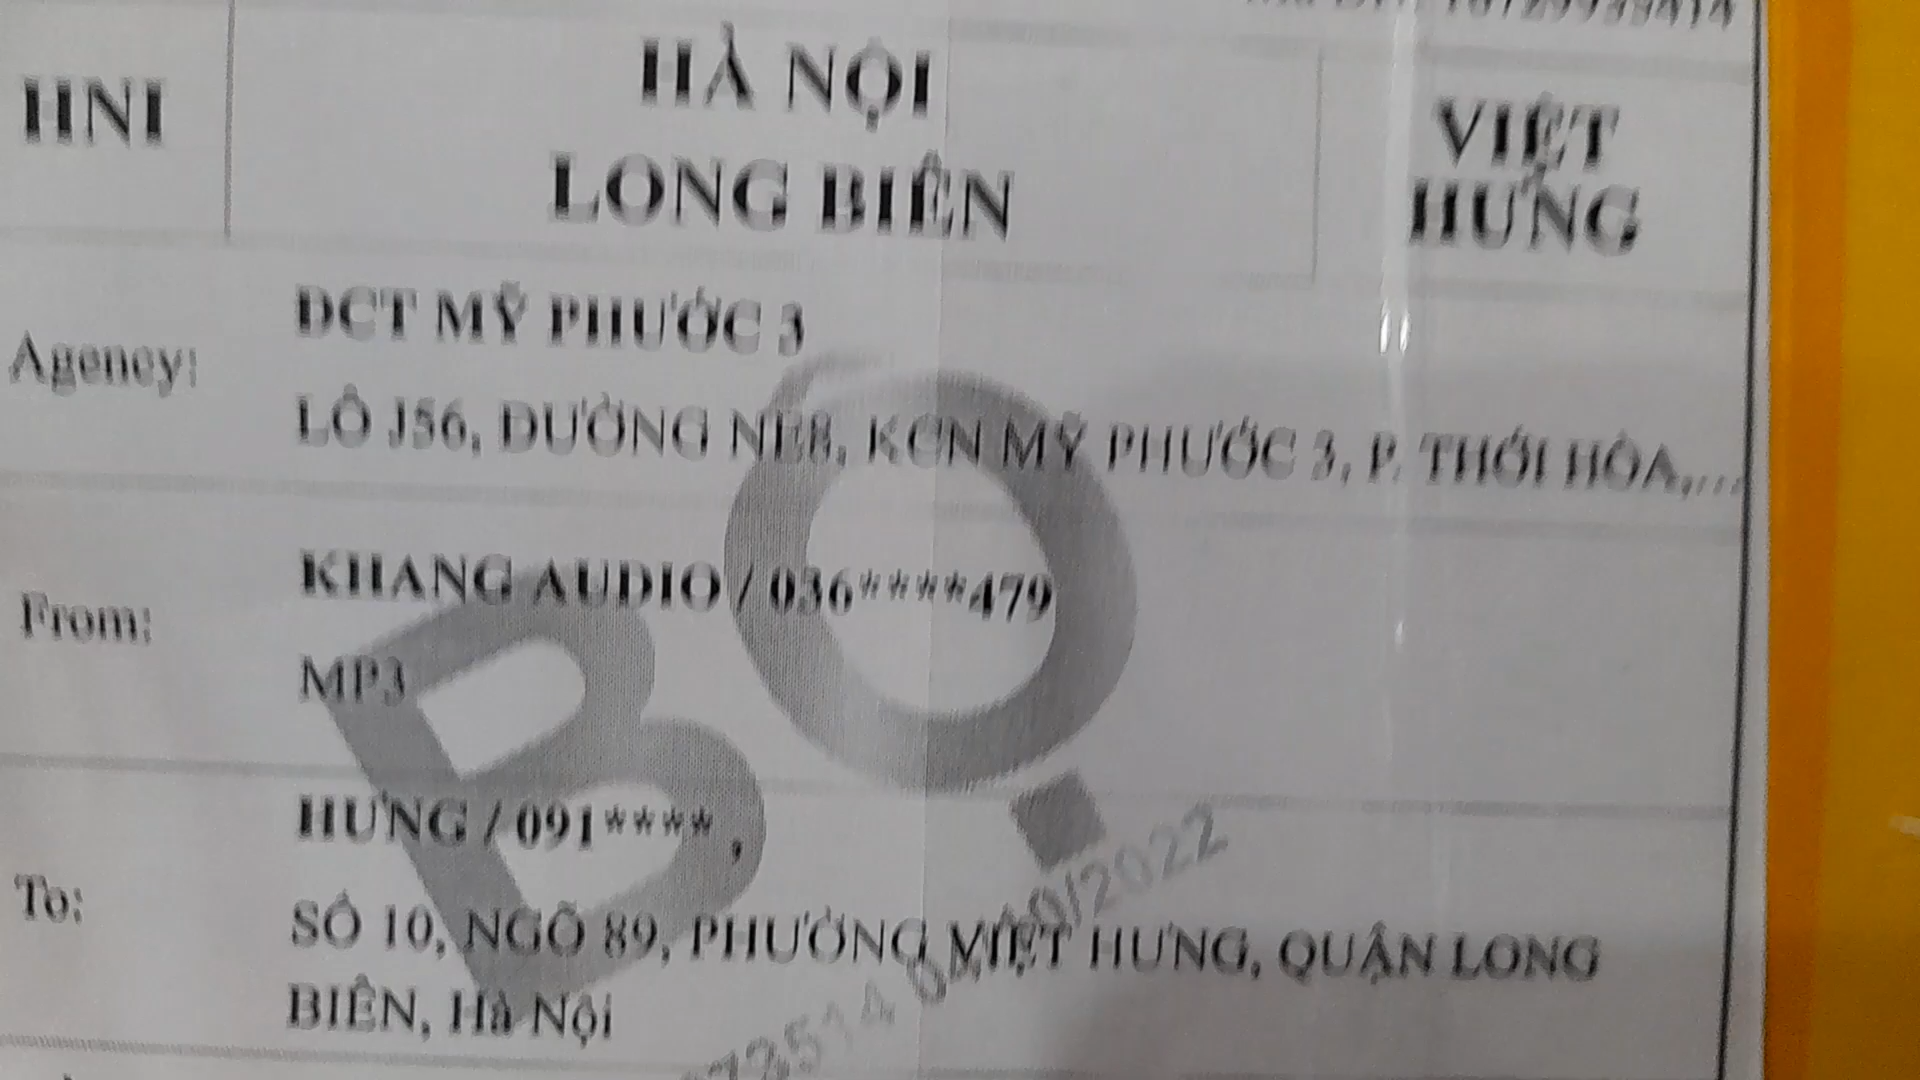 HNI
HÀ NỘI
LONG BIÊN
VIỆT
HƯNG
Agency:
ĐCT MỸ PHƯỚC 3
LÔ J56, ĐƯỜNG NE8, KCN MỸ PHƯỚC 3, P. THỚI HÒA,...
From:
KHANG AUDIO / 036****479
MP3
To:
HƯNG / 091**** ,
SỐ 10, NGÕ 89, PHƯỜNG VIỆT HƯNG, QUẬN LONG
BIÊN, Hà Nội
BO.